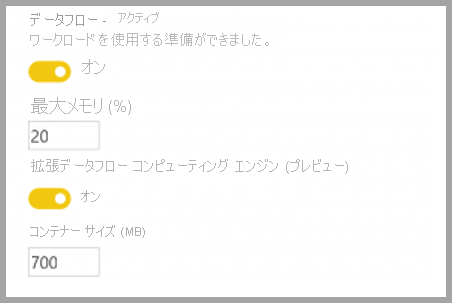 データフロー - アクティブ
ワークロードを使用する準備ができました。
オン
最大メモリ (%)
20
拡張データフロー コンピューティング エンジン (プレビュー)
オン
コンテナー サイズ (MB)
700